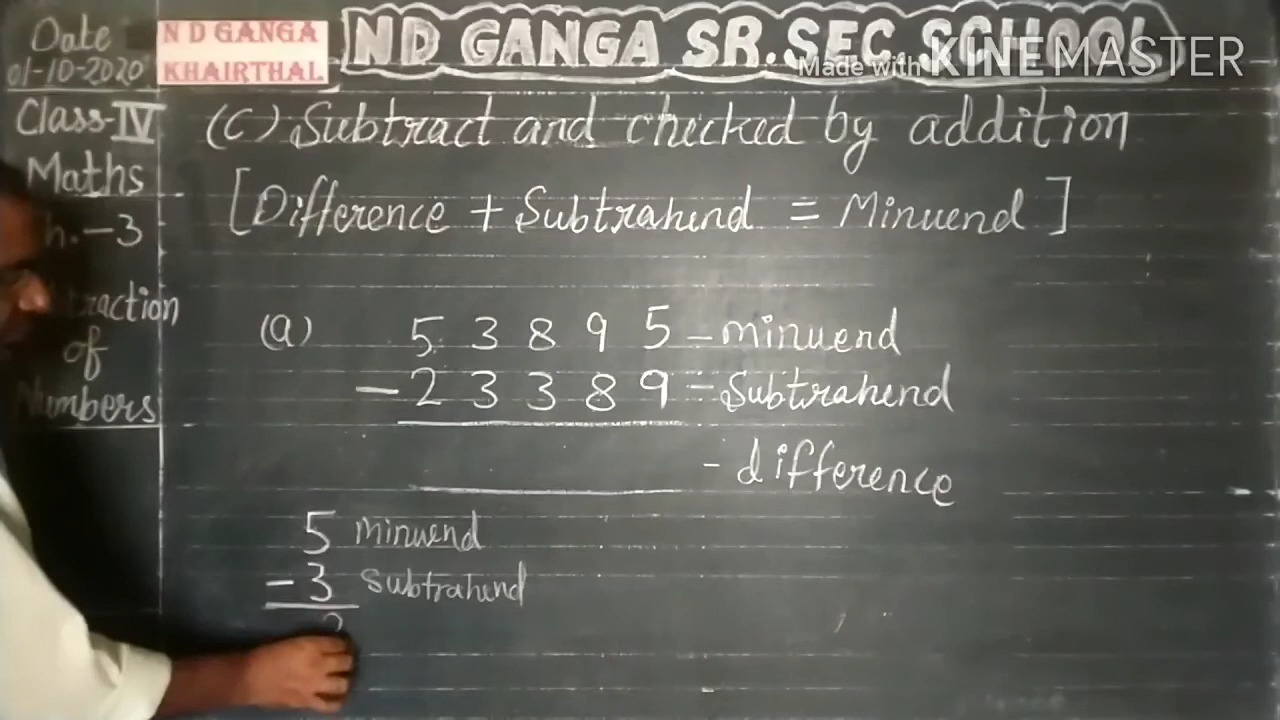 Date
01-10-2020
N D GANGA
KHAIRTHAL
ND GANGA SR. SEC. SCHOOL
Made with KINEMASTER
Class-IV
Maths
h.-3
traction
of
Numbers
(C) Subtract and checked by addition
[Difference + Subtrahend = Minuend]
(a) 5 3 8 9 5 - minuend
- 2 3 3 8 9 = Subtrahend
- difference
5 Minuend
- 3 Subtrahend
2